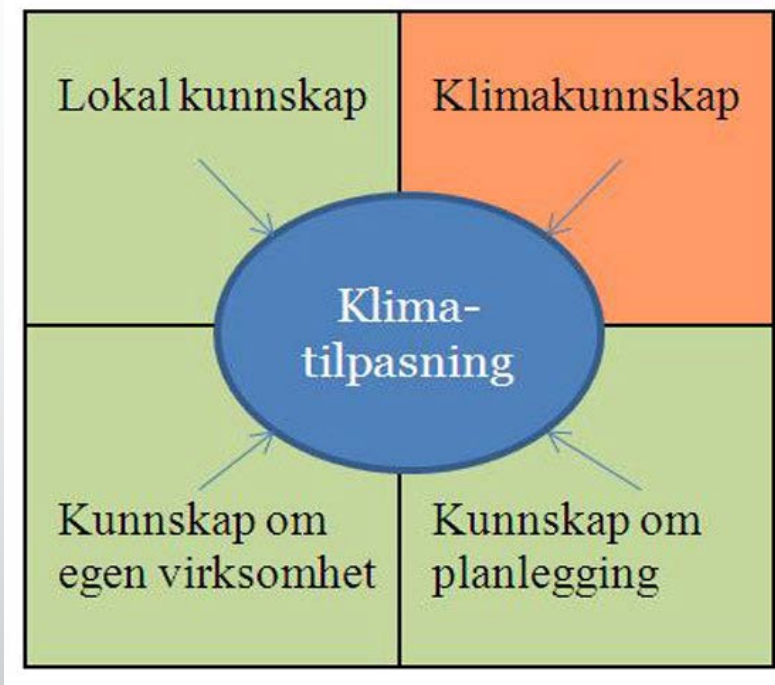 Lokal kunnskap
Klimakunnskap
Klima-
tilpasning
Kunnskap om
egen virksomhet
Kunnskap om
planlegging